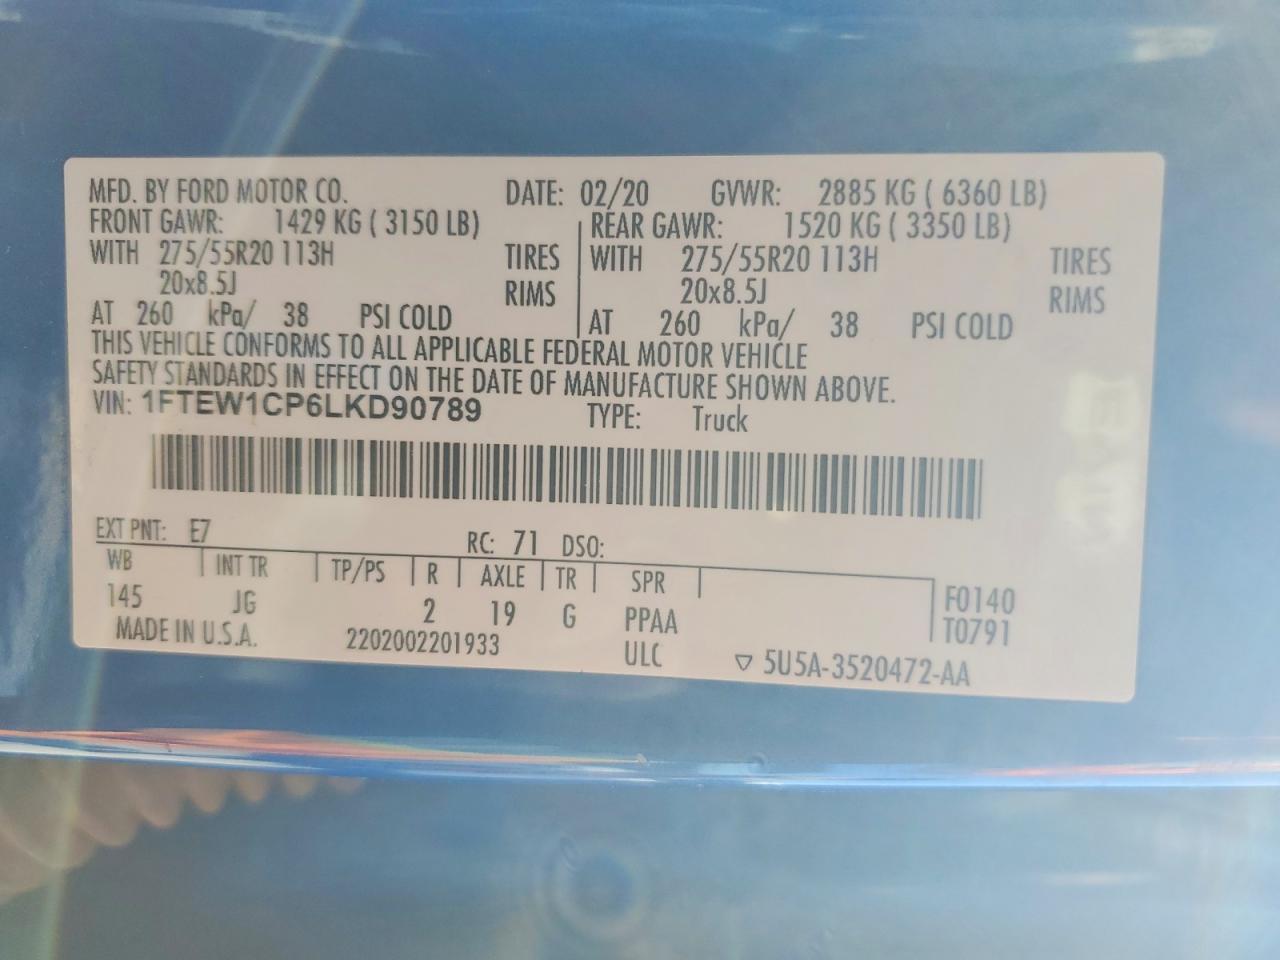 MFD. BY FORD MOTOR CO. DATE: 02/20 GVWR: 2885 KG ( 6360 LB)
FRONT GAWR: 1429 KG ( 3150 LB) REAR GAWR: 1520 KG ( 3350 LB)
WITH 275/55R20 113H TIRES WITH 275/55R20 113H TIRES
20x8.5J RIMS 20x8.5J RIMS
AT 260 kPa/ 38 PSI COLD AT 260 kPa/ 38 PSI COLD
THIS VEHICLE CONFORMS TO ALL APPLICABLE FEDERAL MOTOR VEHICLE
SAFETY STANDARDS IN EFFECT ON THE DATE OF MANUFACTURE SHOWN ABOVE.
VIN: 1FTEW1CP6LKD90789 TYPE: Truck
EXT PNT: E7 RC: 71 DSO:
WB INT TR TP/PS R AXLE TR SPR
145 JG 2 19 G PPAA F0140
MADE IN U.S.A. 2202002201933 ULC T0791
▽ 5U5A-3520472-AA